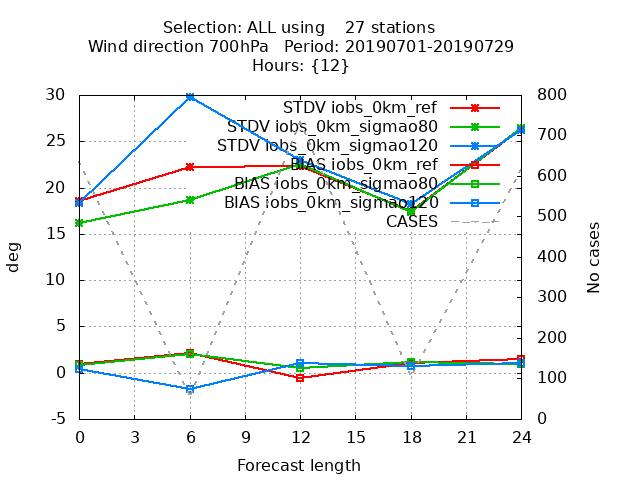 Selection: ALL using    27 stations
Wind direction 700hPa   Period: 20190701-20190729
Hours: {12}
30
25
20
15
10
5
0
-5
deg
800
700
600
500
400
300
200
100
0
No cases
STDV iobs_0km_ref
STDV iobs_0km_sigmao80
STDV iobs_0km_sigmao120
BIAS iobs_0km_ref
BIAS iobs_0km_sigmao80
BIAS iobs_0km_sigmao120
CASES
0 3 6 9 12 15 18 21 24
Forecast length